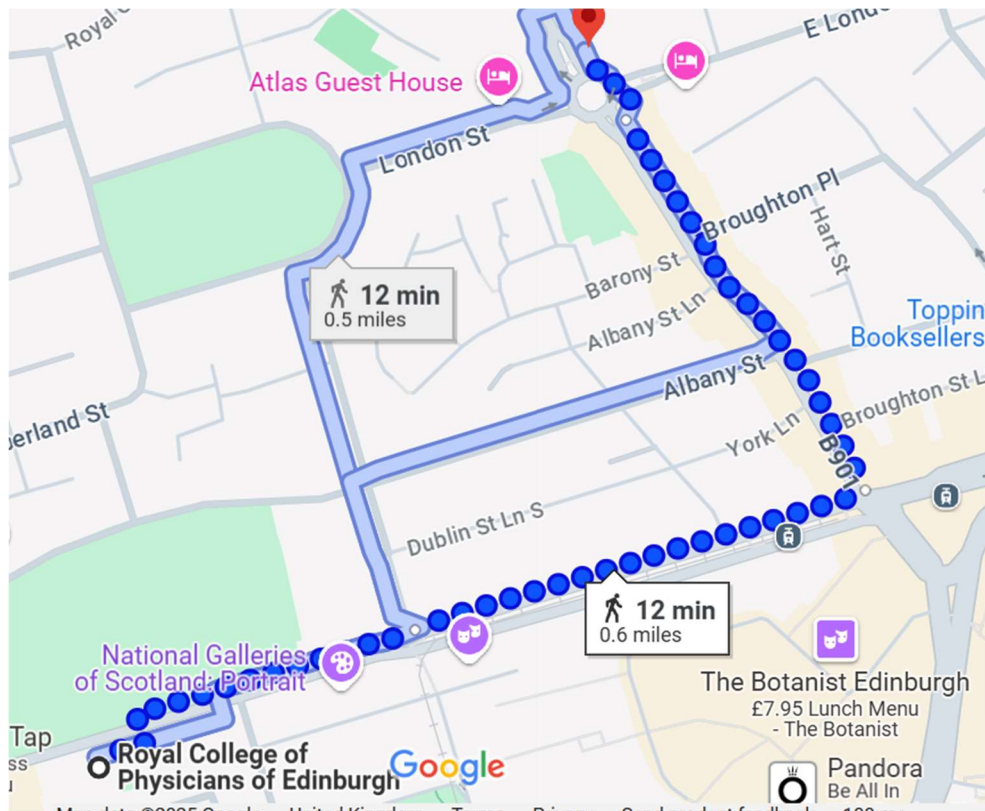 Royal C
E Londo
Atlas Guest House
London St
Broughton Pl
Hart St
Barony St
12 min
0.5 miles
Albany St Ln
Toppin
Booksellers
Albany St
erland St
Broughton St L
York Ln
B901
Dublin St Ln S
12 min
0.6 miles
National Galleries
of Scotland: Portrait
The Botanist Edinburgh
£7.95 Lunch Menu
- The Botanist
Tap
ss
Royal College of
Physicians of Edinburgh
Google
Pandora
Be All In